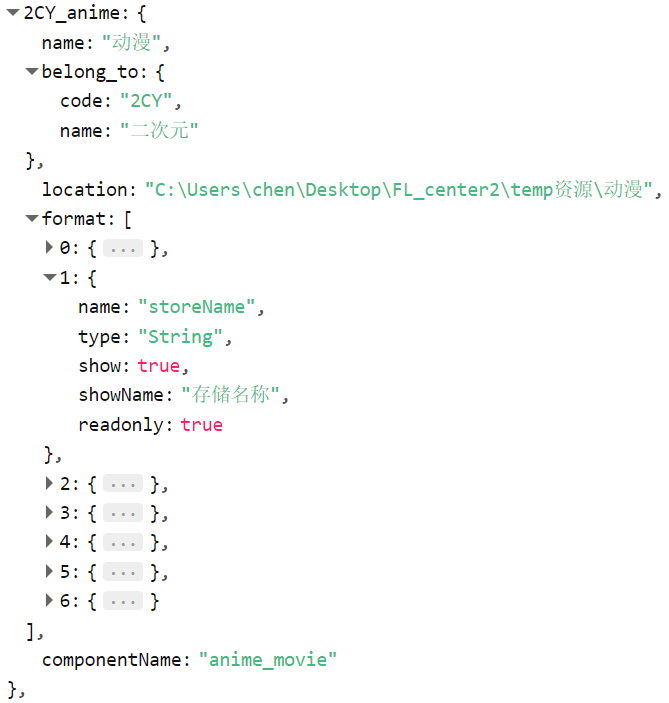 2CY_anime: {
name: "动漫",
belong_to: {
code: "2CY",
name: "二次元"
},
location: "C:\Users\chen\Desktop\FL_center2\temp资源\动漫",
format: [
0: { ... },
1: {
name: "storeName",
type: "String",
show: true,
showName: "存储名称",
readonly: true
},
2: { ... },
3: { ... },
4: { ... },
5: { ... },
6: { ... }
],
componentName: "anime_movie"
},